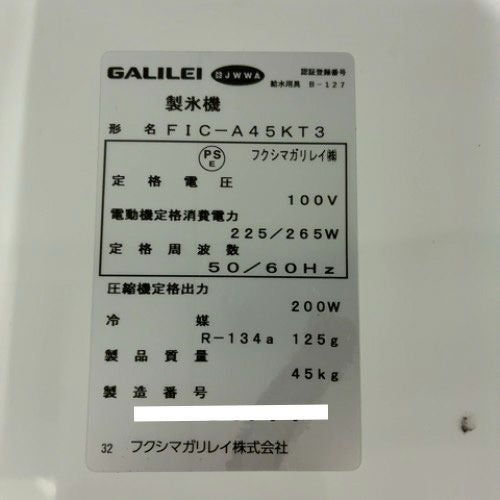 GALILEI JWWA 認証登録番号
給水用具 B-127
製氷機
形名 FIC-A45KT3
PSE フクシマガリレイ㈱
定格電圧
100V
電動機定格消費電力
225/265W
定格周波数
50/60Hz
圧縮機定格出力
200W
冷媒
R-134a 125g
製品質量
45kg
製造番号
32 フクシマガリレイ株式会社